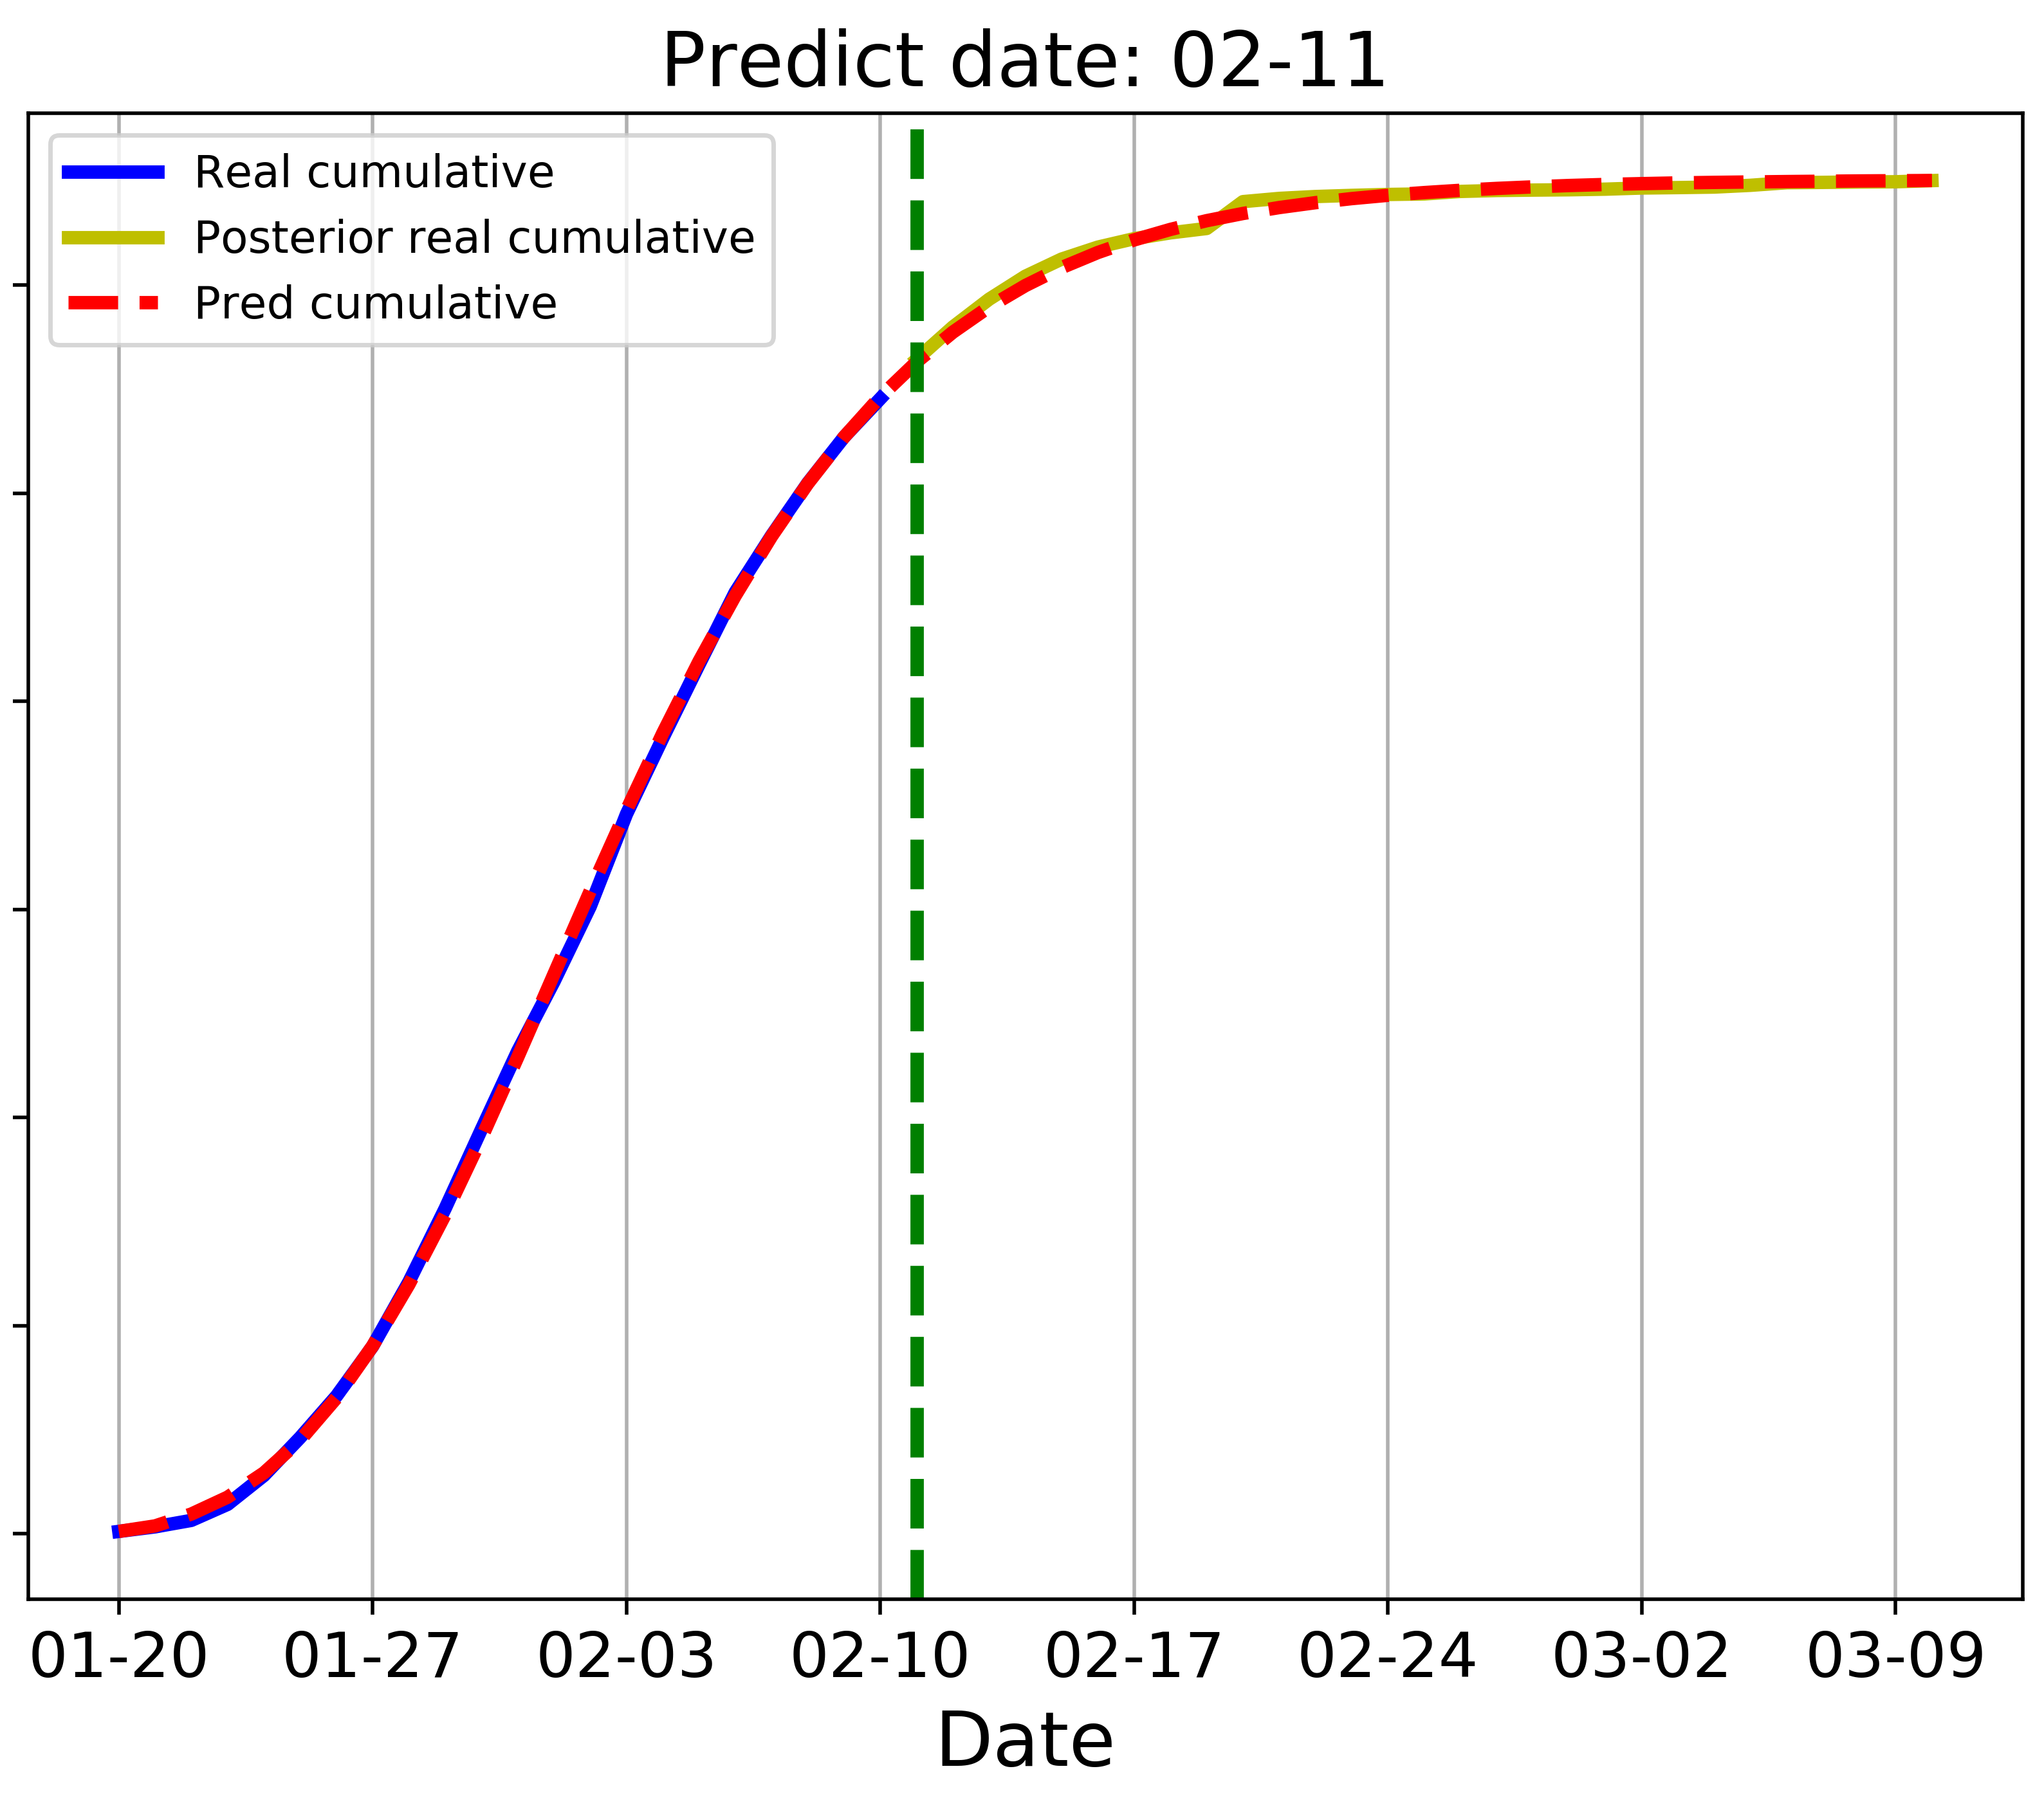 Predict date: 02-11
Real cumulative
Posterior real cumulative
Pred cumulative
01-20 01-27 02-03 02-10 02-17 02-24 03-02 03-09
Date